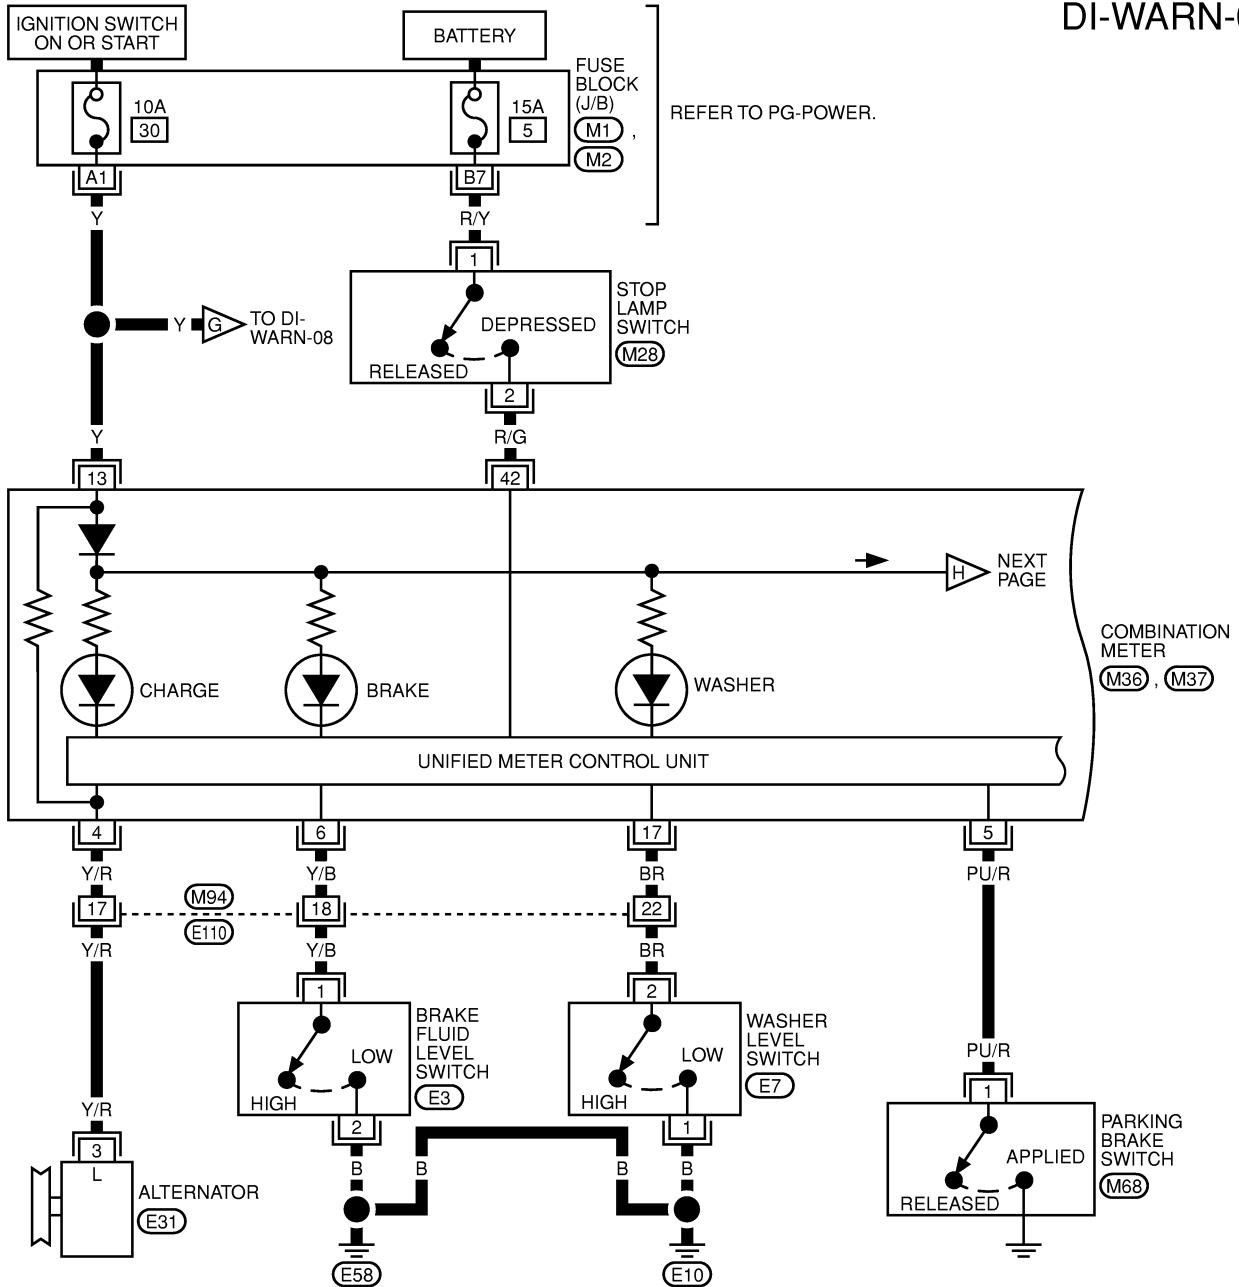 DI-WARN-0
IGNITION SWITCH
ON OR START
BATTERY
FUSE
BLOCK
(J/B)
M1 ,
M2
REFER TO PG-POWER.
10A
30
15A
5
A1
B7
Y
R/Y
1
STOP
LAMP
SWITCH
M28
DEPRESSED
RELEASED
Y
G
TO DI-
WARN-08
2
Y
R/G
13
42
H
NEXT
PAGE
COMBINATION
METER
M36 , M37
CHARGE
BRAKE
WASHER
UNIFIED METER CONTROL UNIT
4
6
17
5
Y/R
Y/B
BR
PU/R
17
M94
18
22
E110
Y/R
Y/B
BR
1
2
BRAKE
FLUID
LEVEL
SWITCH
E3
LOW
HIGH
WASHER
LEVEL
SWITCH
E7
LOW
HIGH
PU/R
1
Y/R
2
1
PARKING
BRAKE
SWITCH
M68
APPLIED
RELEASED
3
L
ALTERNATOR
E31
B
B
B
B
E58
E10